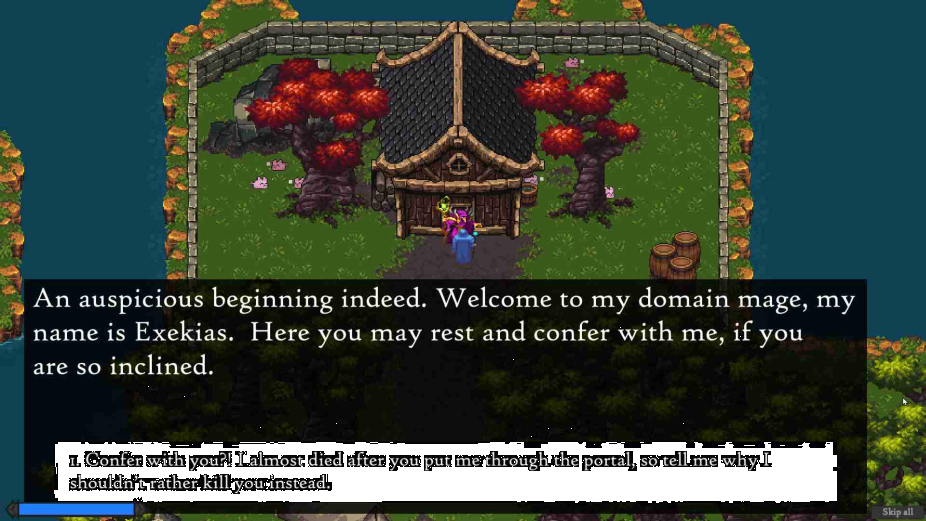 An auspicious beginning indeed. Welcome to my domain mage, my
name is Exekias.  Here you may rest and confer with me, if you
are so inclined.
1. Confer with you?! I almost died after you put me through the portal, so tell me why I
shouldn't rather kill you instead.
Skip all